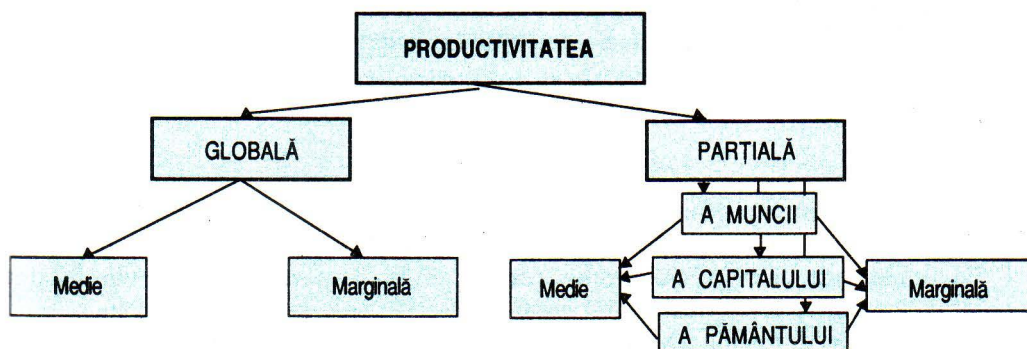 PRODUCTIVITATEA
GLOBALĂ
PARȚIALĂ
A MUNCII
Medie
Marginală
Medie
A CAPITALULUI
Marginală
A PĂMÂNTULUI